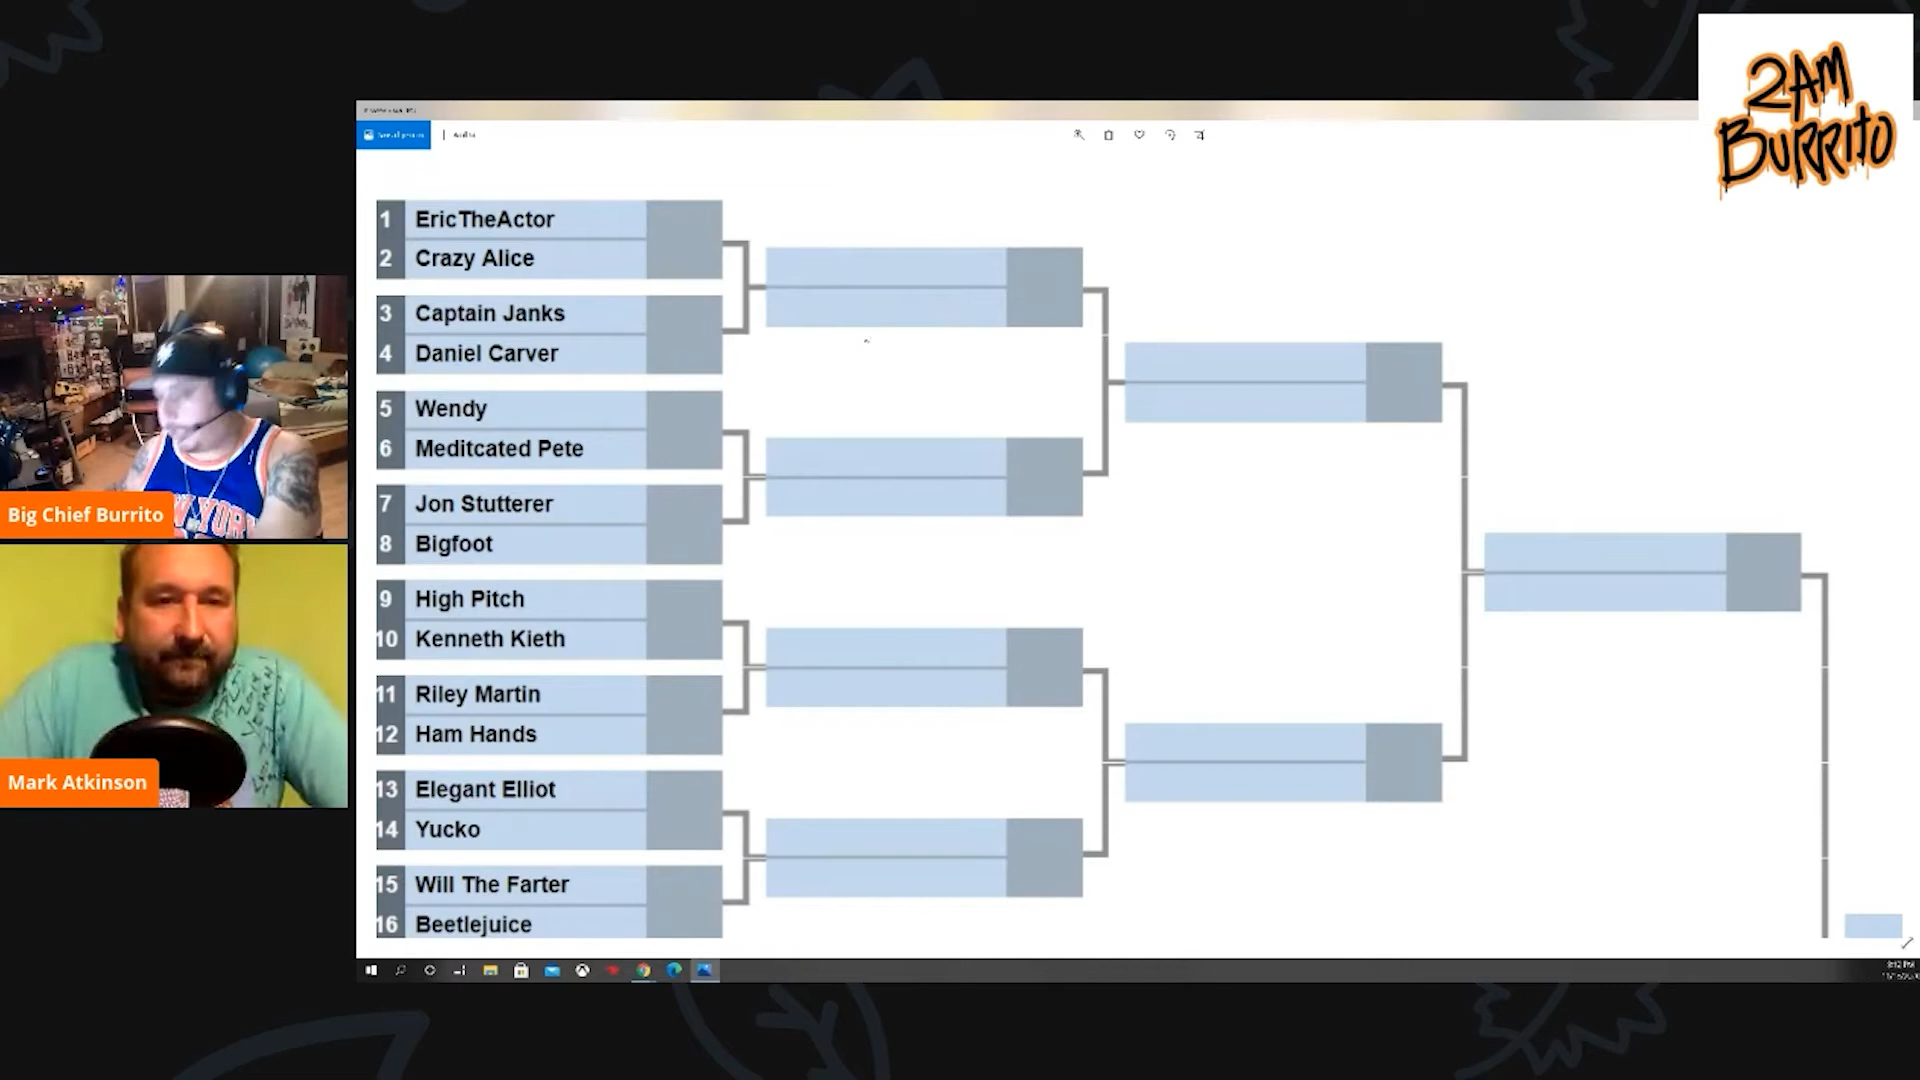 2AM
BURRITO
1 EricTheActor
2 Crazy Alice
3 Captain Janks
4 Daniel Carver
5 Wendy
6 Meditcated Pete
7 Jon Stutterer
8 Bigfoot
9 High Pitch
10 Kenneth Kieth
11 Riley Martin
12 Ham Hands
13 Elegant Elliot
14 Yucko
15 Will The Farter
16 Beetlejuice
Big Chief Burrito
Mark Atkinson